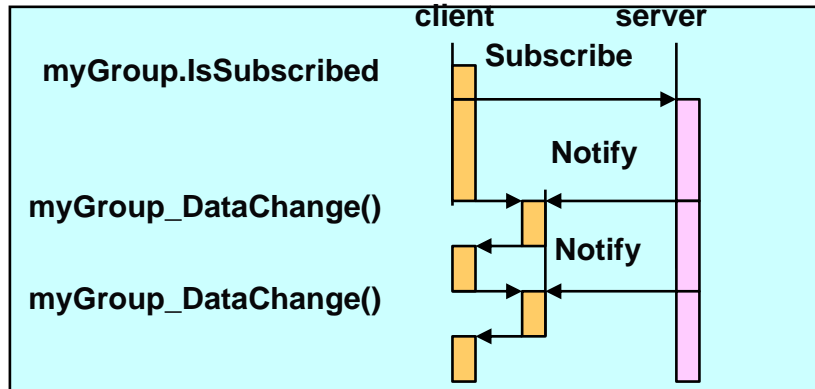 client server
Subscribe
myGroup.IsSubscribed
Notify
myGroup_DataChange()
Notify
myGroup_DataChange()